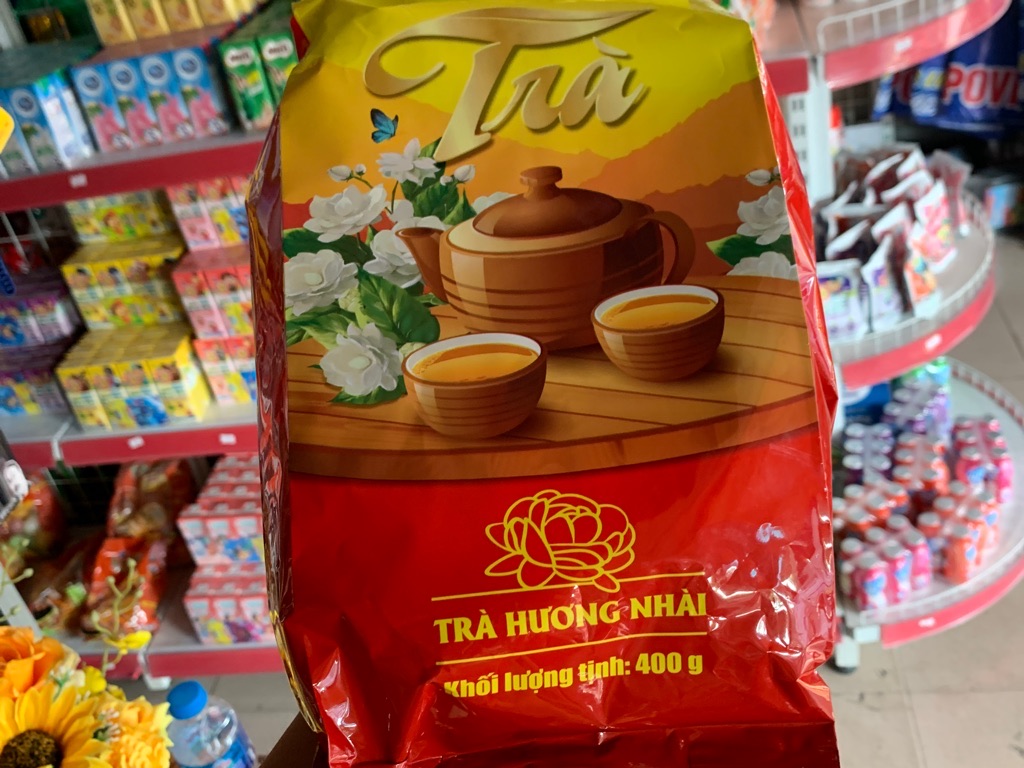 Trà
TRÀ HƯƠNG NHÀI
Khối lượng tịnh: 400 g